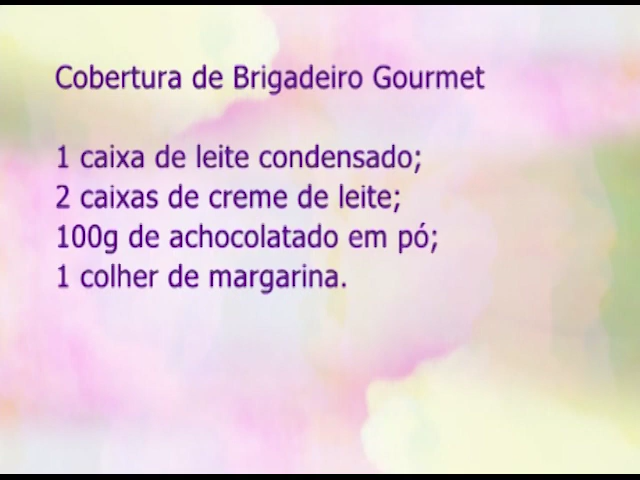 Cobertura de Brigadeiro Gourmet
1 caixa de leite condensado;
2 caixas de creme de leite;
100g de achocolatado em pó;
1 colher de margarina.